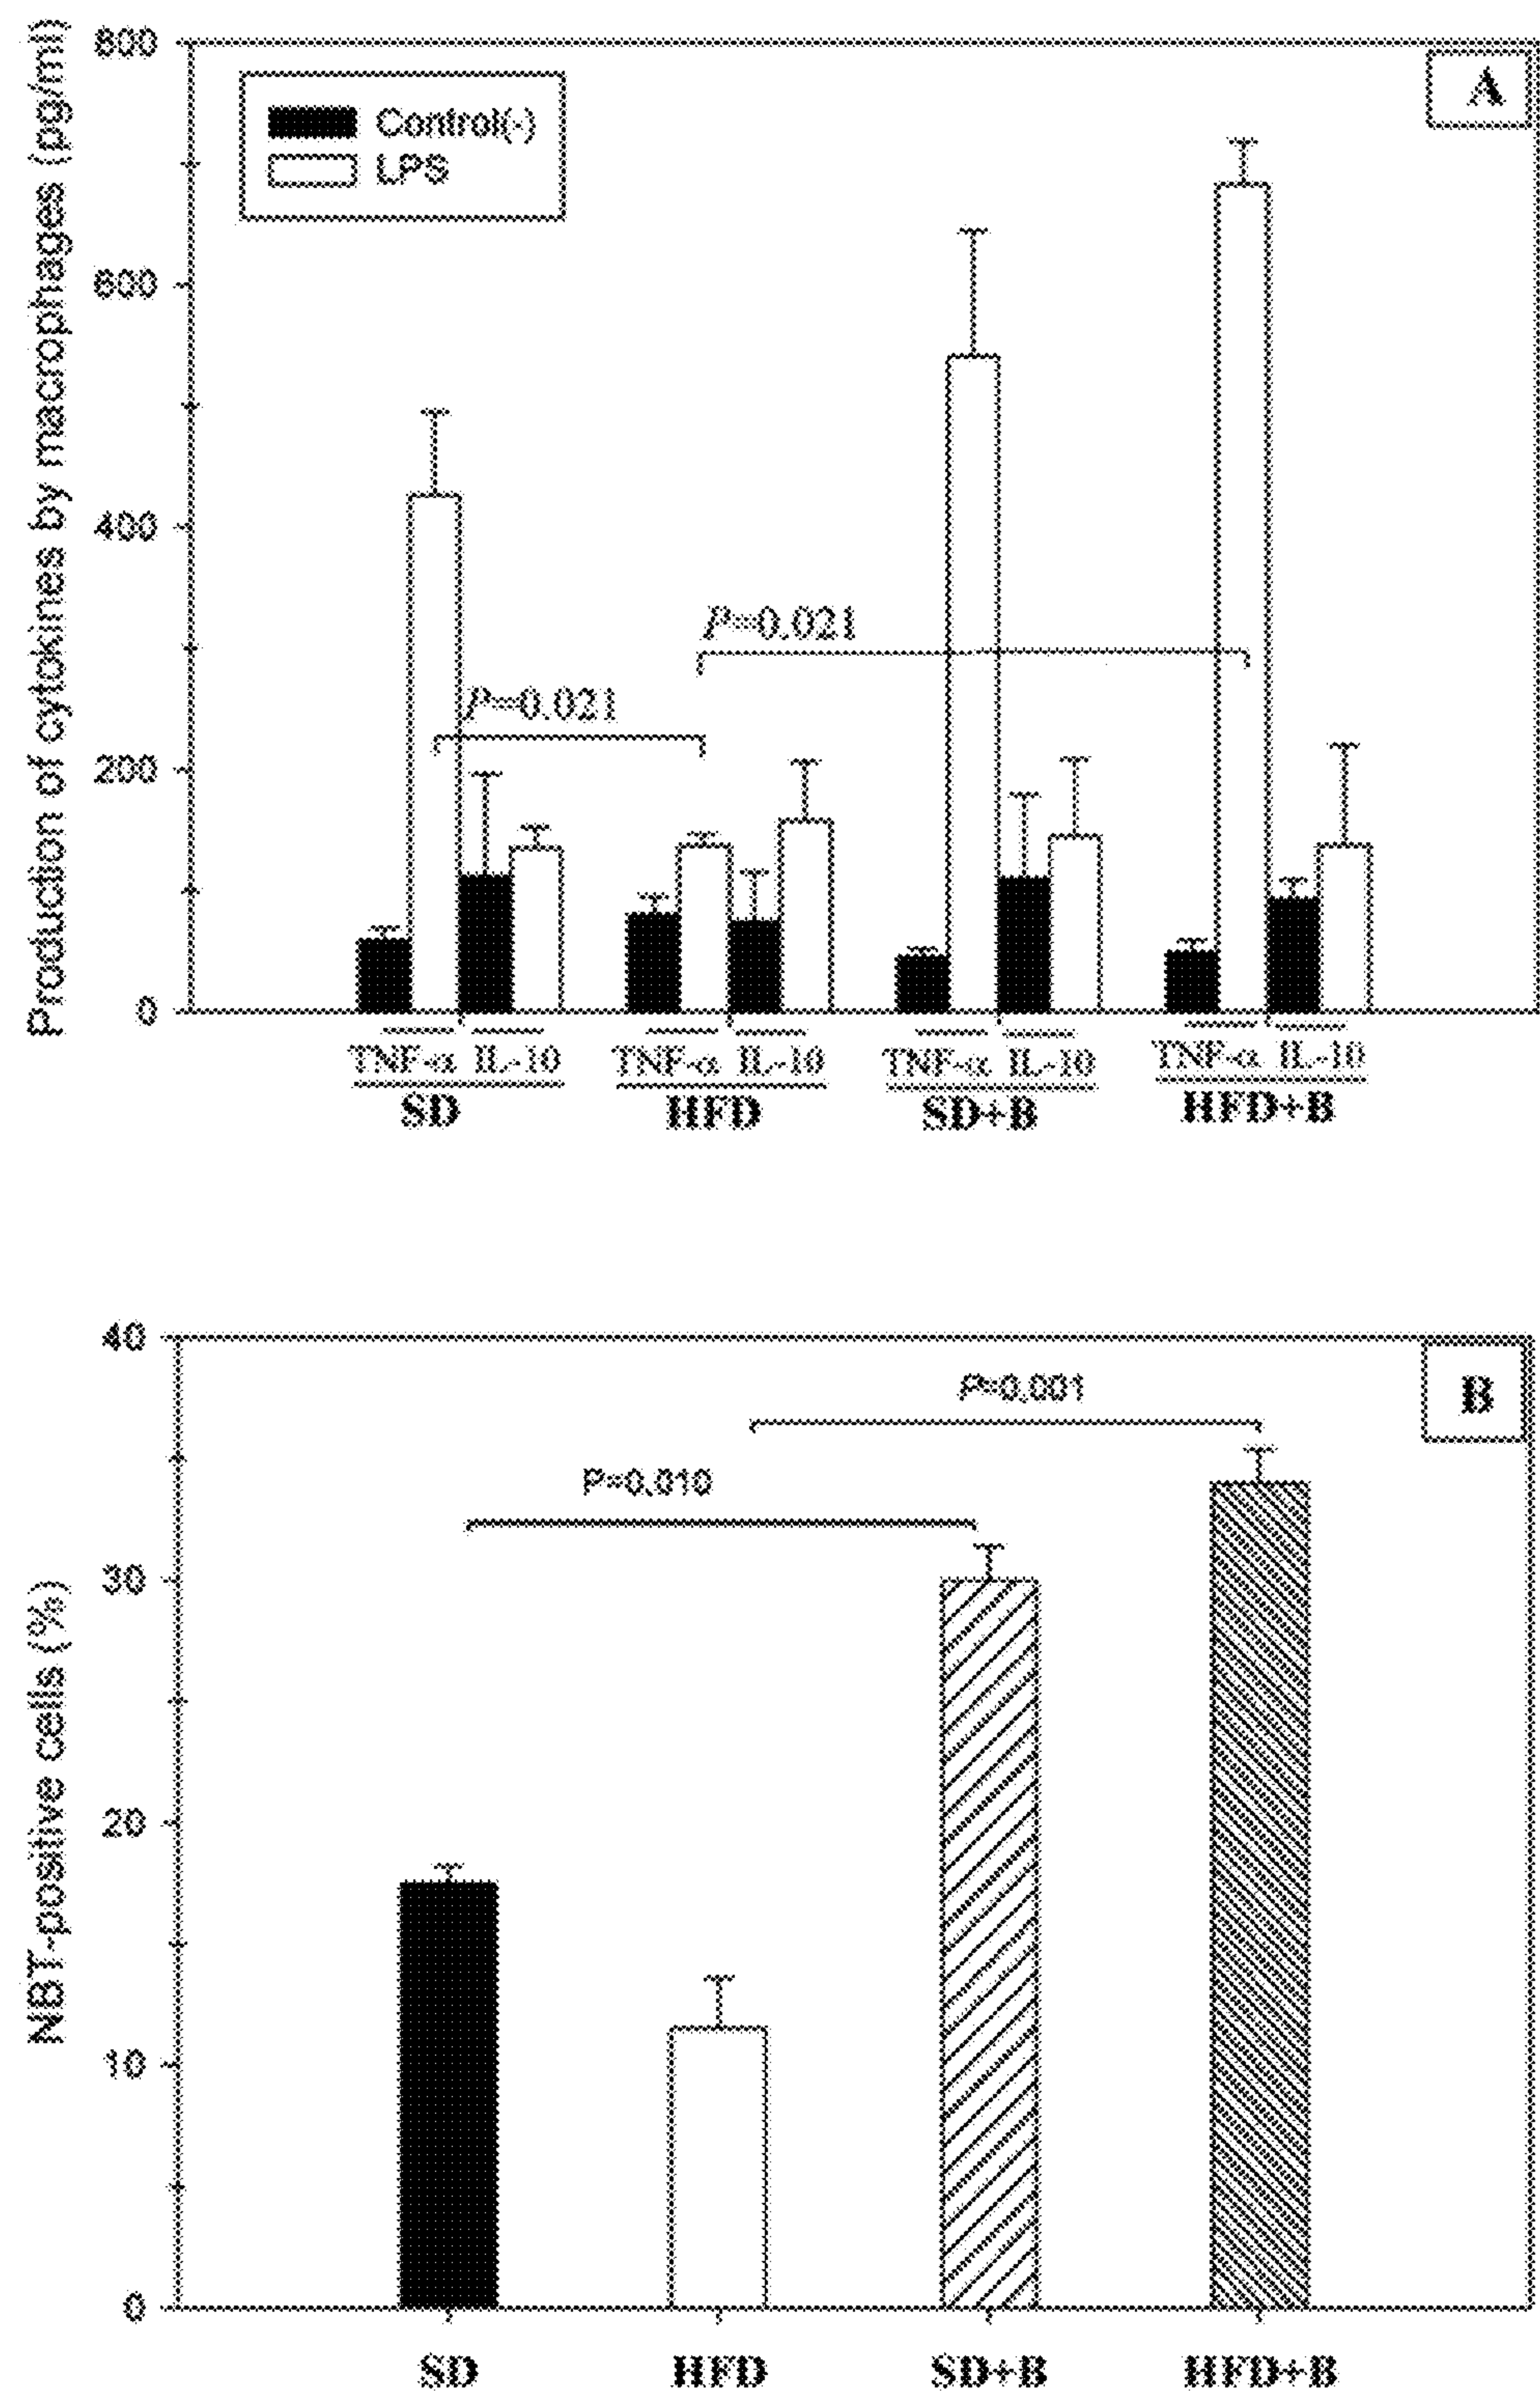 Production of cytokines by macrophages (pg/ml)
800
600
400
200
0
A
Control(-)
LPS
P=0.021
P=0.021
TNF-α IL-10 TNF-α IL-10 TNF-α IL-10 TNF-α IL-10
SD HFD SD+B HFD+B
NBT-positive cells (%)
40
30
20
10
0
B
P=0.001
P=0.010
SD HFD SD+B HFD+B